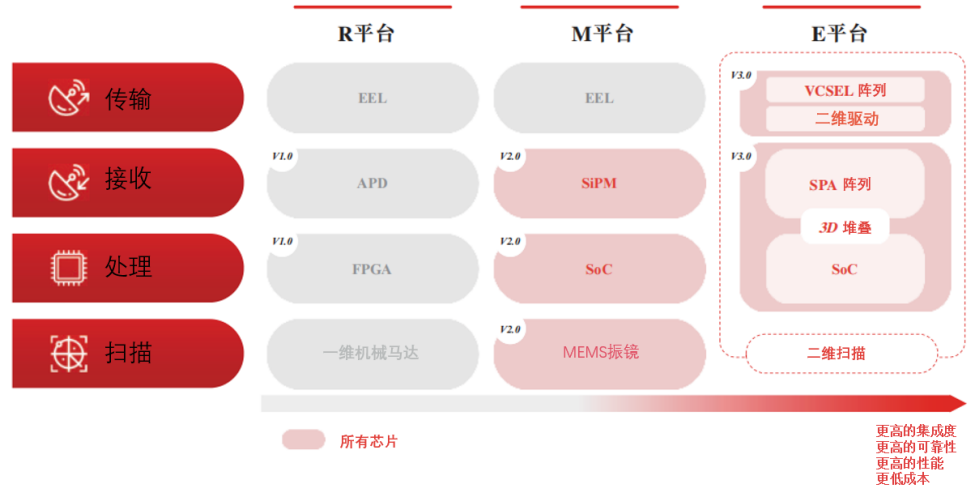 R平台
M平台
E平台
传输
EEL
EEL
V3.0
VCSEL 阵列
二维驱动
接收
V1.0
APD
V2.0
SiPM
V3.0
SPA 阵列
3D 堆叠
处理
V1.0
FPGA
V2.0
SoC
SoC
扫描
一维机械马达
V2.0
MEMS振镜
二维扫描
所有芯片
更高的集成度
更高的可靠性
更高的性能
更低成本